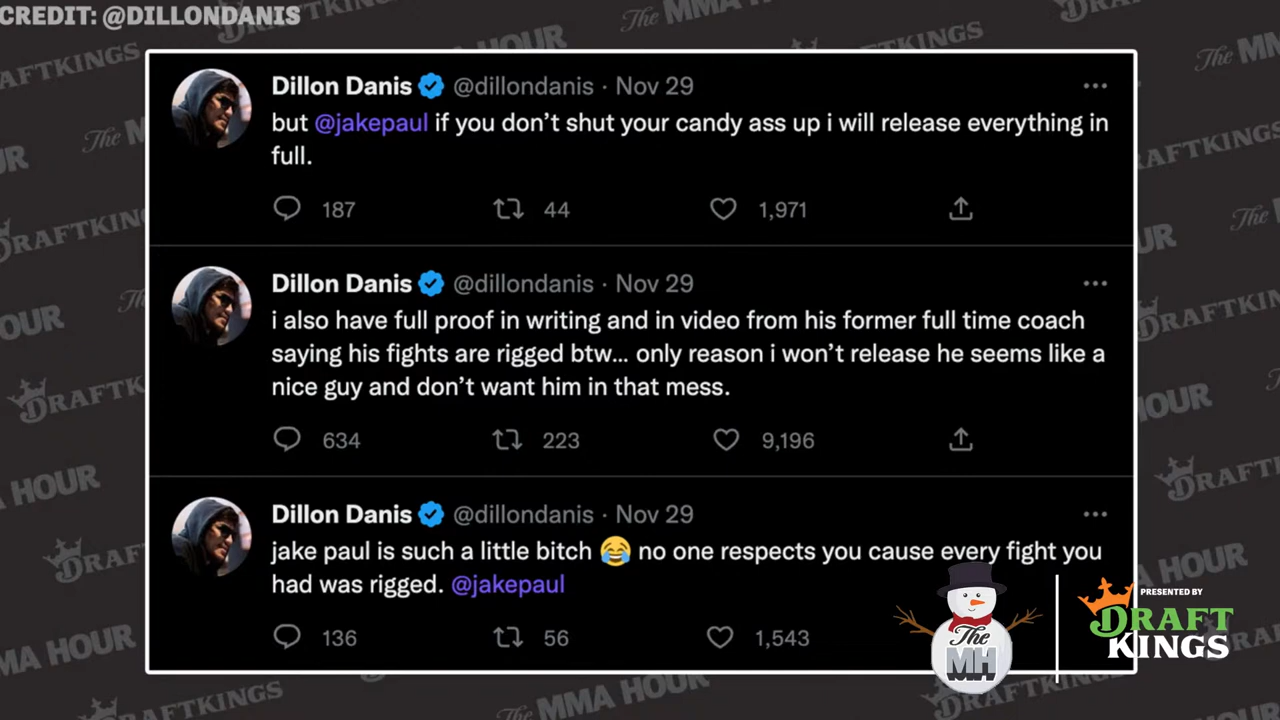 CREDIT: @DILLONDANIS
Dillon Danis @dillondanis · Nov 29
but @jakepaul if you don’t shut your candy ass up i will release everything in
full.
187 44 1,971
Dillon Danis @dillondanis · Nov 29
i also have full proof in writing and in video from his former full time coach
saying his fights are rigged btw... only reason i won’t release he seems like a
nice guy and don’t want him in that mess.
634 223 9,196
Dillon Danis @dillondanis · Nov 29
jake paul is such a little bitch 😂 no one respects you cause every fight you
had was rigged. @jakepaul
136 56 1,543
The
MH
PRESENTED BY
DRAFT
KINGS
The MMA HOUR
DRAFTKINGS